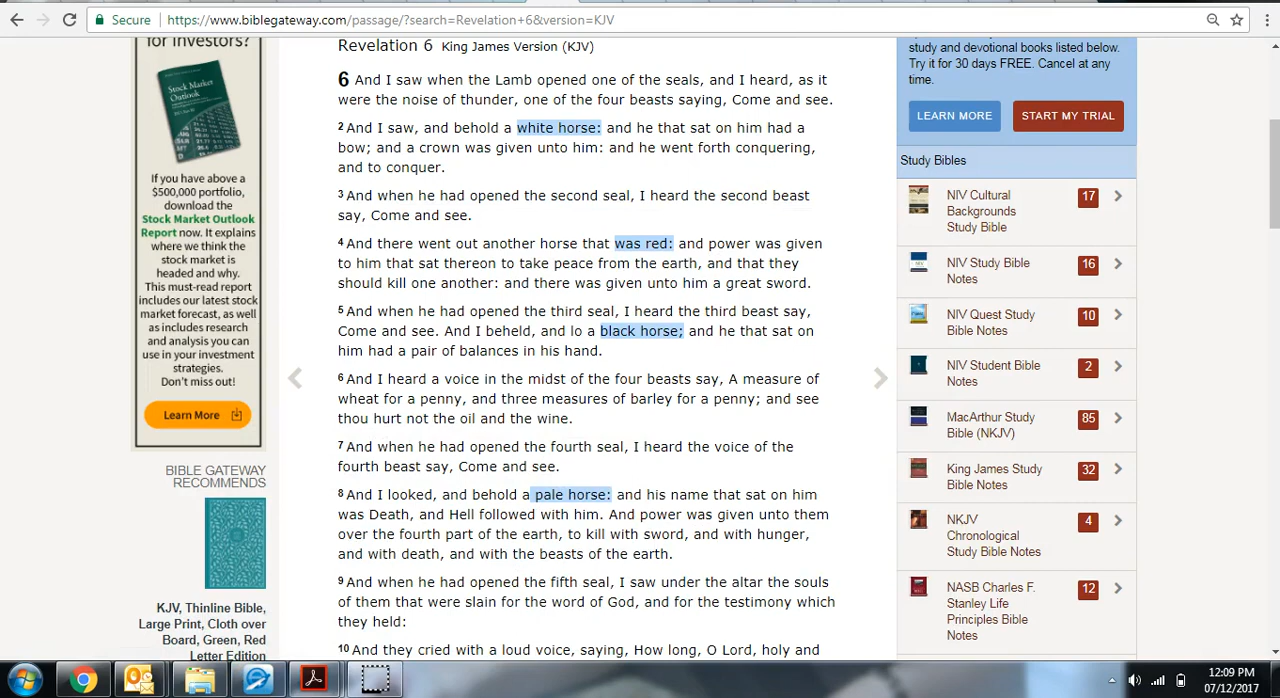 Secure
https://www.biblegateway.com/passage/?search=Revelation+6&version=KJV
for Investors?
Stock Market
Outlook
If you have above a
$500,000 portfolio,
download the
Stock Market Outlook
Report now. It explains
where we think the
stock market is
headed and why.
This must-read report
includes our latest stock
market forecast, as well
as includes research
and analysis you can
use in your investment
strategies.
Don't miss out!
Learn More
BIBLE GATEWAY
RECOMMENDS
KJV, Thinline Bible,
Large Print, Cloth over
Board, Green, Red
Letter Edition
Revelation 6 King James Version (KJV)
6 And I saw when the Lamb opened one of the seals, and I heard, as it
were the noise of thunder, one of the four beasts saying, Come and see.
2 And I saw, and behold a white horse: and he that sat on him had a
bow; and a crown was given unto him: and he went forth conquering,
and to conquer.
3 And when he had opened the second seal, I heard the second beast
say, Come and see.
4 And there went out another horse that was red: and power was given
to him that sat thereon to take peace from the earth, and that they
should kill one another: and there was given unto him a great sword.
5 And when he had opened the third seal, I heard the third beast say,
Come and see. And I beheld, and lo a black horse; and he that sat on
him had a pair of balances in his hand.
6 And I heard a voice in the midst of the four beasts say, A measure of
wheat for a penny, and three measures of barley for a penny; and see
thou hurt not the oil and the wine.
7 And when he had opened the fourth seal, I heard the voice of the
fourth beast say, Come and see.
8 And I looked, and behold a pale horse: and his name that sat on him
was Death, and Hell followed with him. And power was given unto them
over the fourth part of the earth, to kill with sword, and with hunger,
and with death, and with the beasts of the earth.
9 And when he had opened the fifth seal, I saw under the altar the souls
of them that were slain for the word of God, and for the testimony which
they held:
10 And they cried with a loud voice, saying, How long, O Lord, holy and
study and devotional books listed below.
Try it for 30 days FREE. Cancel at any
time.
LEARN MORE
START MY TRIAL
Study Bibles
NIV Cultural
Backgrounds
Study Bible
17
NIV Study Bible
Notes
16
NIV Quest Study
Bible Notes
10
NIV Student Bible
Notes
2
MacArthur Study
Bible (NKJV)
85
King James Study
Bible Notes
32
NKJV
Chronological
Study Bible Notes
4
NASB Charles F.
Stanley Life
Principles Bible
Notes
12
12:09 PM
07/12/2017